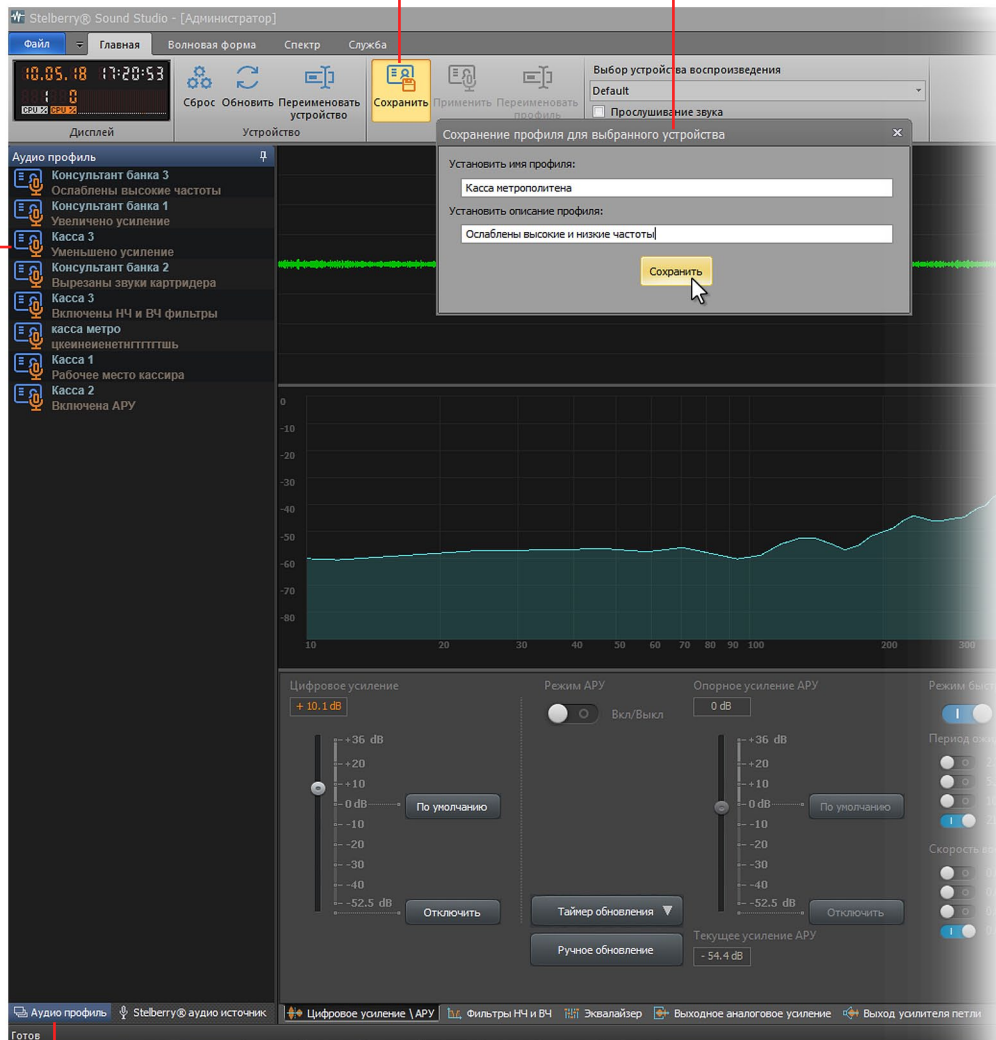 Stelberry® Sound Studio - [Администратор]
Файл Главная Волновая форма Спектр Служба
10.05.18 17:20:53
CPU % CPU %
Дисплей
Сброс Обновить Переименовать устройство
Устройство
Сохранить Применить Переименовать профиль
Выбор устройства воспроизведения
Default
Прослушивание звука
Сохранение профиля для выбранного устройства
Установить имя профиля:
Касса метрополитена
Установить описание профиля:
Ослаблены высокие и низкие частоты
Сохранить
Аудио профиль
Консультант банка 3
Ослаблены высокие частоты
Консультант банка 1
Увеличено усиление
Касса 3
Уменьшено усиление
Консультант банка 2
Вырезаны звуки картридера
Касса 3
Включены НЧ и ВЧ фильтры
касса метро
цкеинеиенетнгттгтшь
Касса 1
Рабочее место кассира
Касса 2
Включена АРУ
0
-10
-20
-30
-40
-50
-60
-70
-80
10 20 30 40 50 60 70 80 90 100 200 300
Цифровое усиление
+ 10.1 dB
+36 dB
+20
+10
0 dB
-10
-20
-30
-40
-52.5 dB
По умолчанию
Отключить
Режим АРУ
Вкл/Выкл
Таймер обновления
Ручное обновление
Опорное усиление АРУ
0 dB
+36 dB
+20
+10
0 dB
-10
-20
-30
-40
-52.5 dB
По умолчанию
Отключить
Текущее усиление АРУ
- 54.4 dB
Режим
Период
Скорость
Аудио профиль Stelberry® аудио источник
Цифровое усиление \ АРУ Фильтры НЧ и ВЧ Эквалайзер Выходное аналоговое усиление Выход усилителя петли
Готов